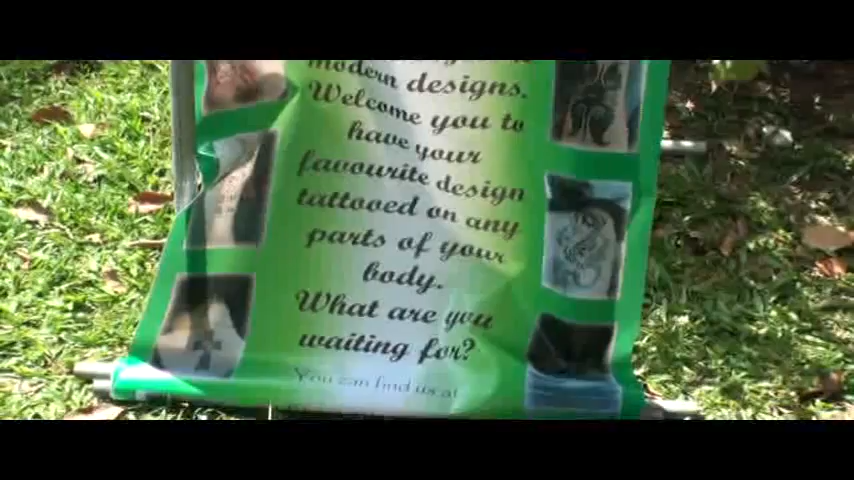 modern designs.
Welcome you to
have your
favourite design
tattooed on any
parts of your
body.
What are you
waiting for?
You can find us at